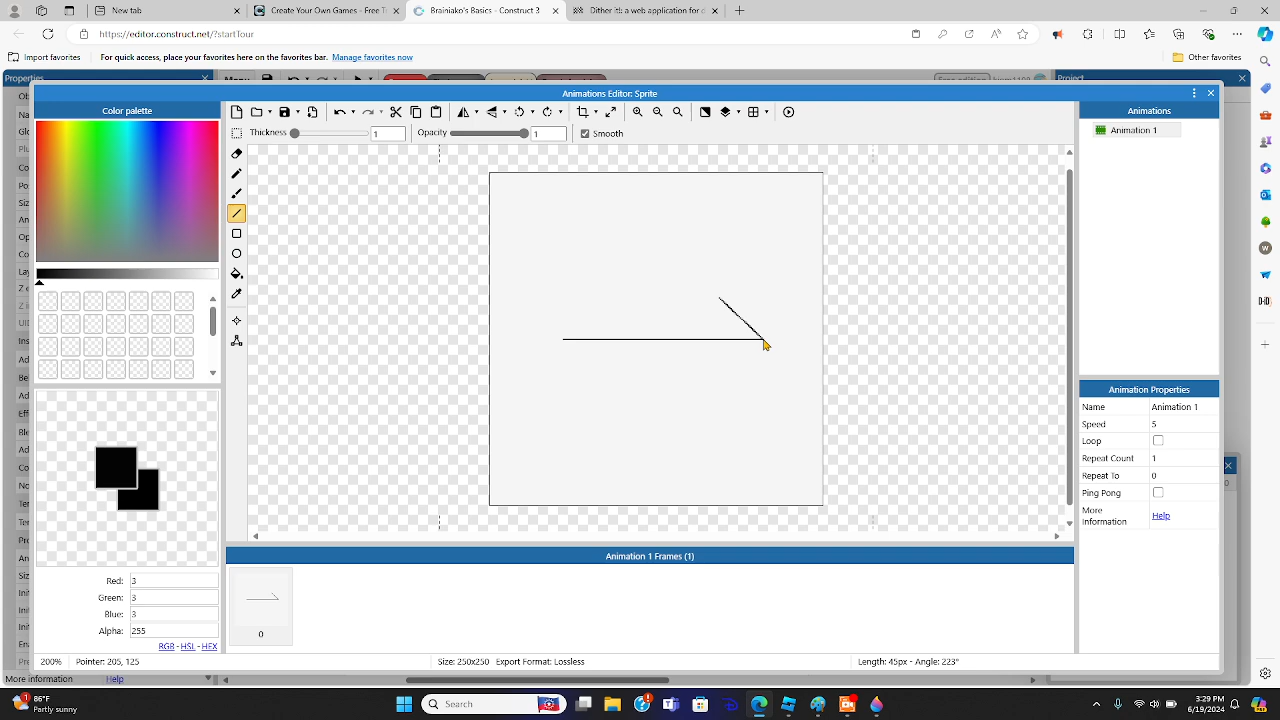 New tab
Create Your Own Games - Free Tr
Brainiako's Basics - Construct 3
Dither it!: a web application for d
https://editor.construct.net/?startTour
Import favorites
For quick access, place your favorites here on the favorites bar.
Manage favorites now
Other favorites
Properties
Menu
Free edition
Project
Animations Editor: Sprite
Color palette
Animations
Thickness
1
Opacity
1
Smooth
Animation 1
Animation Properties
Name
Animation 1
Speed
5
Loop
Repeat Count
1
Repeat To
0
Ping Pong
More Information
Help
Animation 1 Frames (1)
0
Red: 3
Green: 3
Blue: 3
Alpha: 255
RGB - HSL - HEX
200%
Pointer: 205, 125
Size: 250x250 Export Format: Lossless
Length: 45px - Angle: 223°
More information
Help
86°F
Partly sunny
Search
3:29 PM
6/19/2024